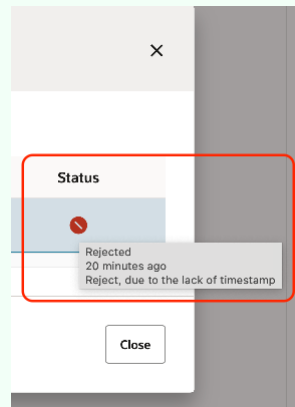 Status
Rejected
20 minutes ago
Reject, due to the lack of timestamp
Close